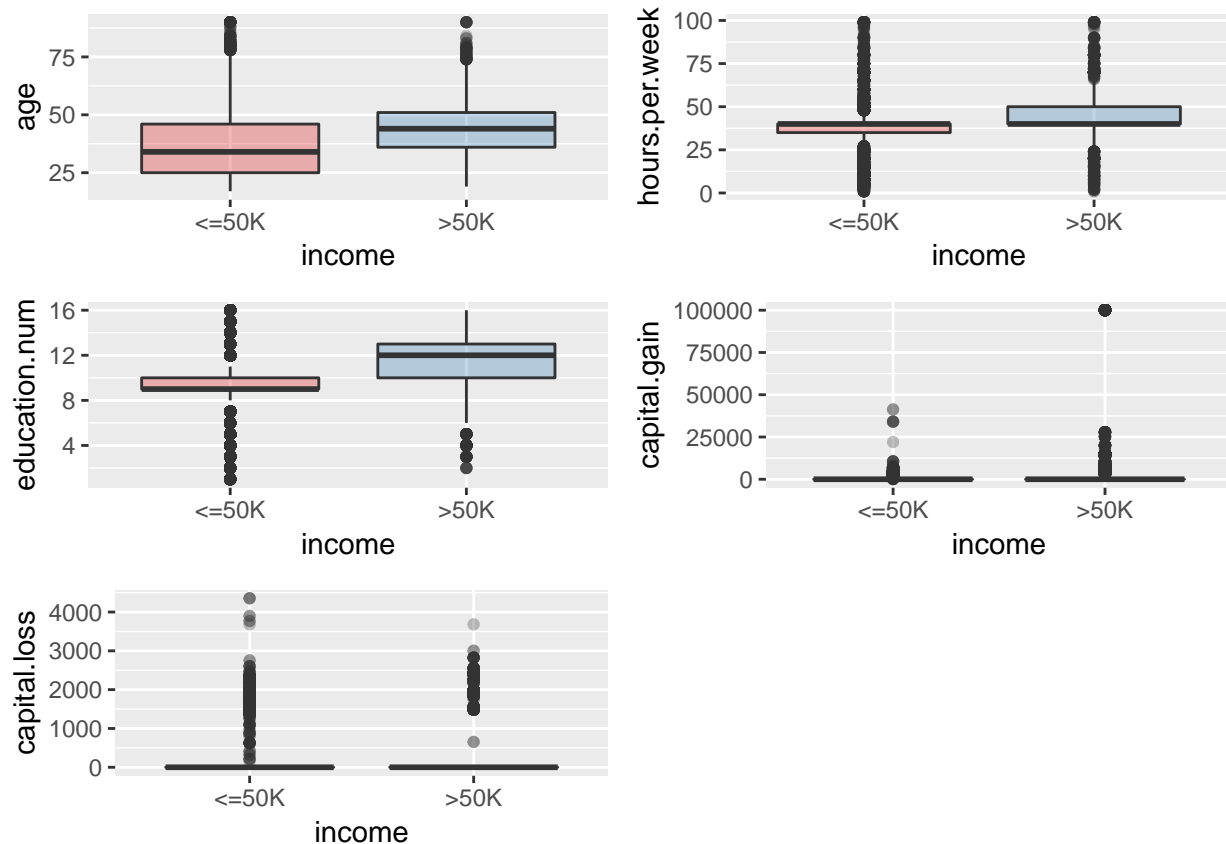 age
75
50
25
<=50K
>50K
income
hours.per.week
100
75
50
25
0
<=50K
>50K
income
education.num
16
12
8
4
<=50K
>50K
income
capital.gain
100000
75000
50000
25000
0
<=50K
>50K
income
capital.loss
4000
3000
2000
1000
0
<=50K
>50K
income